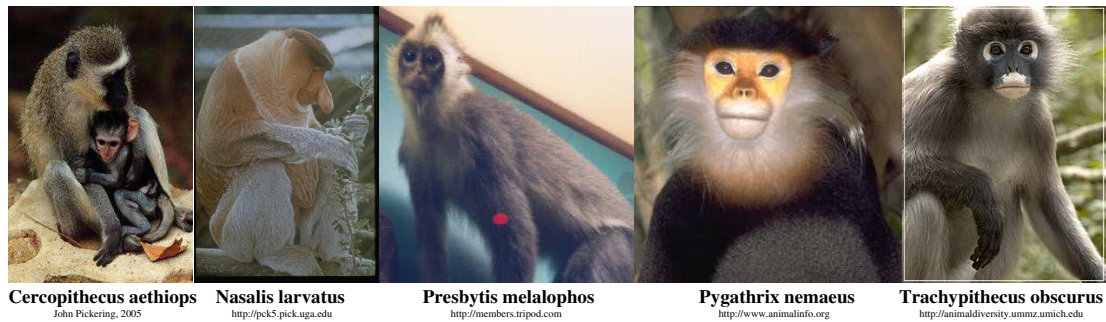 Cercopithecus aethiops
John Pickering, 2005
Nasalis larvatus
http://pck5.pick.uga.edu
Presbytis melalophos
http://members.tripod.com
Pygathrix nemaeus
http://www.animalinfo.org
Trachypithecus obscurus
http://animaldiversity.ummz.umich.edu